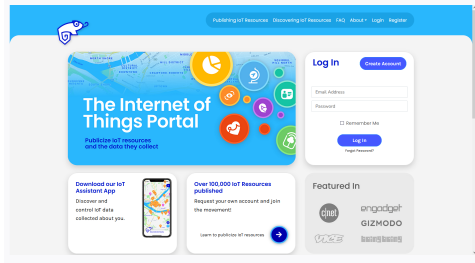 Publishing IoT Resources Discovering IoT Resources FAQ About Login Register
The Internet of
Things Portal
Publicize IoT resources
and the data they collect
Log In
Create Account
Email Address
Password
Remember Me
Log In
Forgot Password?
Download our IoT
Assistant App
Discover and
control IoT data
collected about you.
Over 100,000 IoT Resources
published
Request your own account and join
the movement!
Learn to publicize IoT resources
Featured In
c|net
engadget
GIZMODO
VICE
boingboing